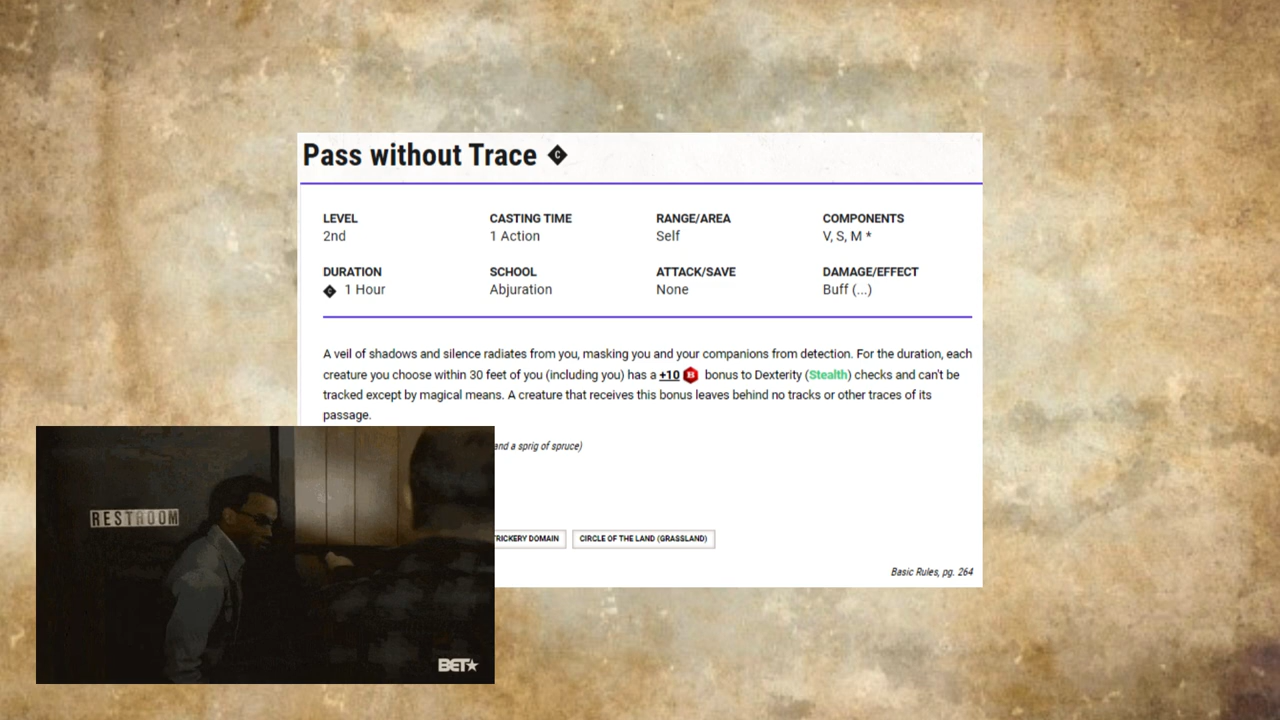 Pass without Trace
LEVEL
2nd
CASTING TIME
1 Action
RANGE/AREA
Self
COMPONENTS
V, S, M *
DURATION
1 Hour
SCHOOL
Abjuration
ATTACK/SAVE
None
DAMAGE/EFFECT
Buff (...)
A veil of shadows and silence radiates from you, masking you and your companions from detection. For the duration, each
creature you choose within 30 feet of you (including you) has a +10 B bonus to Dexterity (Stealth) checks and can't be
tracked except by magical means. A creature that receives this bonus leaves behind no tracks or other traces of its
passage.
and a sprig of spruce)
TRICKERY DOMAIN
CIRCLE OF THE LAND (GRASSLAND)
Basic Rules, pg. 264
RESTROOM
BET